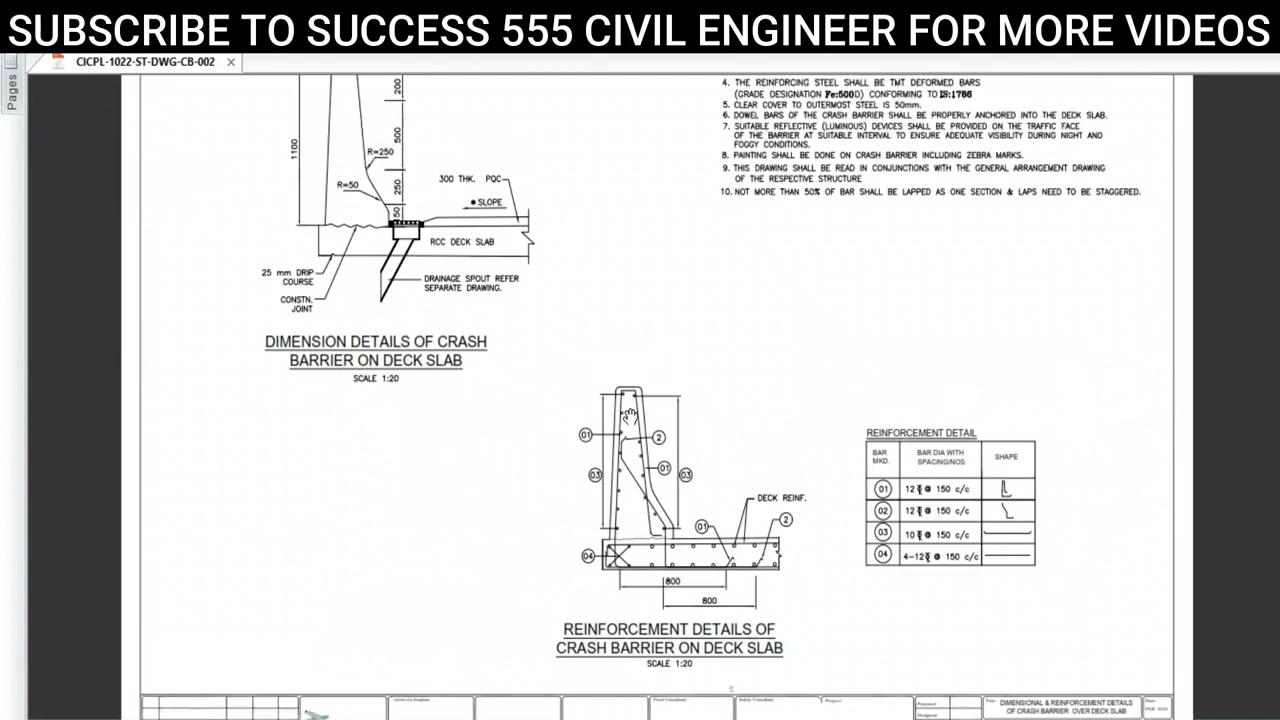 SUBSCRIBE TO SUCCESS 555 CIVIL ENGINEER FOR MORE VIDEOS
CICPL-1022-ST-DWG-CB-002
Pages
200
500
1100
R=250
250
R=50
150
300 THK. PQC
* SLOPE
RCC DECK SLAB
25 mm DRIP
COURSE
CONSTN.
JOINT
DRAINAGE SPOUT REFER
SEPARATE DRAWING.
DIMENSION DETAILS OF CRASH
BARRIER ON DECK SLAB
SCALE 1:20
4. THE REINFORCING STEEL SHALL BE TMT DEFORMED BARS
(GRADE DESIGNATION Fe:500D) CONFORMING TO IS:1786
5. CLEAR COVER TO OUTERMOST STEEL IS 50mm.
6. DOWEL BARS OF THE CRASH BARRIER SHALL BE PROPERLY ANCHORED INTO THE DECK SLAB.
7. SUITABLE REFLECTIVE (LUMINOUS) DEVICES SHALL BE PROVIDED ON THE TRAFFIC FACE
OF THE BARRIER AT SUITABLE INTERVAL TO ENSURE ADEQUATE VISIBILITY DURING NIGHT AND
FOGGY CONDITIONS.
8. PAINTING SHALL BE DONE ON CRASH BARRIER INCLUDING ZEBRA MARKS.
9. THIS DRAWING SHALL BE READ IN CONJUNCTIONS WITH THE GENERAL ARRANGEMENT DRAWING
OF THE RESPECTIVE STRUCTURE
10. NOT MORE THAN 50% OF BAR SHALL BE LAPPED AS ONE SECTION & LAPS NEED TO BE STAGGERED.
01
2
01
03
03
DECK REINF.
01
2
04
800
800
REINFORCEMENT DETAILS OF
CRASH BARRIER ON DECK SLAB
SCALE 1:20
REINFORCEMENT DETAIL
BAR MKD. BAR DIA WITH SPACING/NOS. SHAPE
01 12 @ 150 c/c
02 12 @ 150 c/c
03 10 @ 150 c/c
04 4-12 @ 150 c/c
Proof Consultant
Safety Consultant
Project
Prepared
Designed
Title:
DIMENSIONAL & REINFORCEMENT DETAILS
OF CRASH BARRIER OVER DECK SLAB
Date: